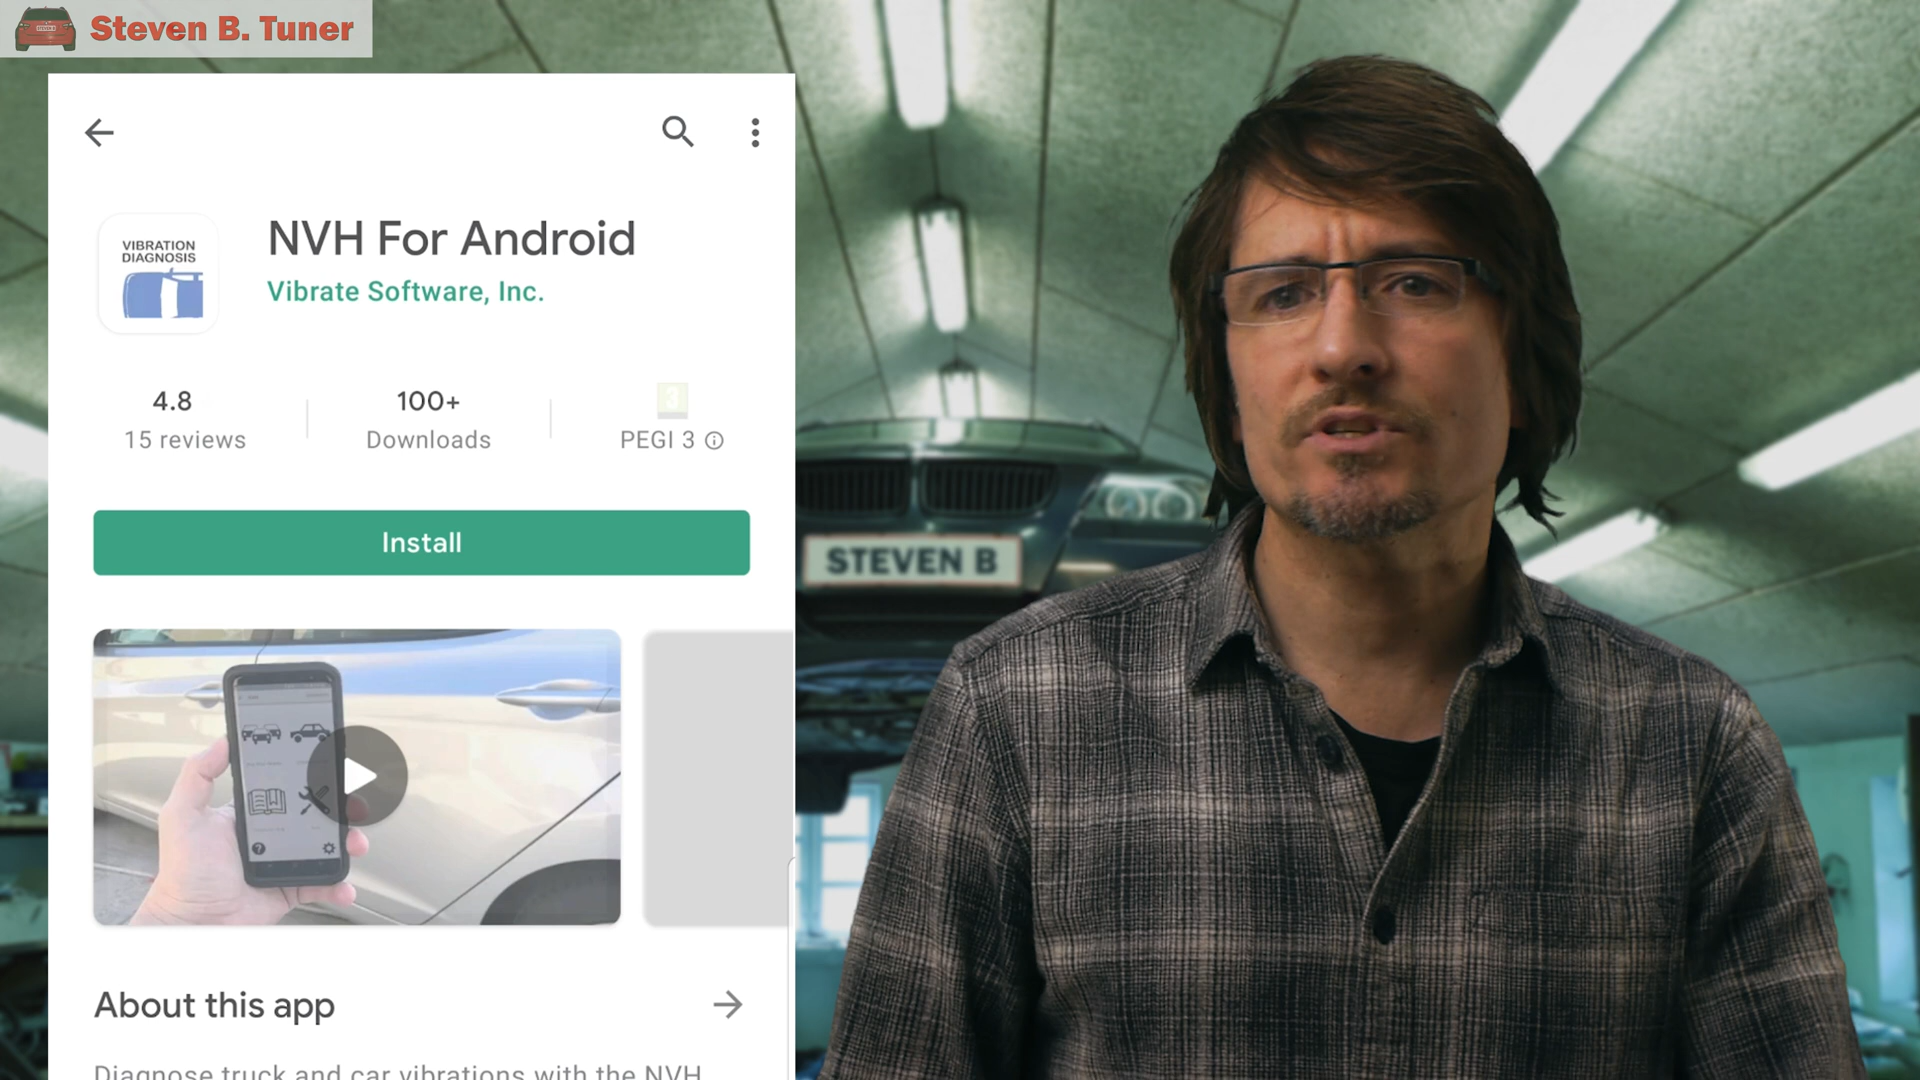 Steven B. Tuner
NVH For Android
Vibrate Software, Inc.
VIBRATION
DIAGNOSIS
4.8
15 reviews
100+
Downloads
3
PEGI 3
Install
STEVEN B
About this app
Diagnose truck and car vibrations with the NVH